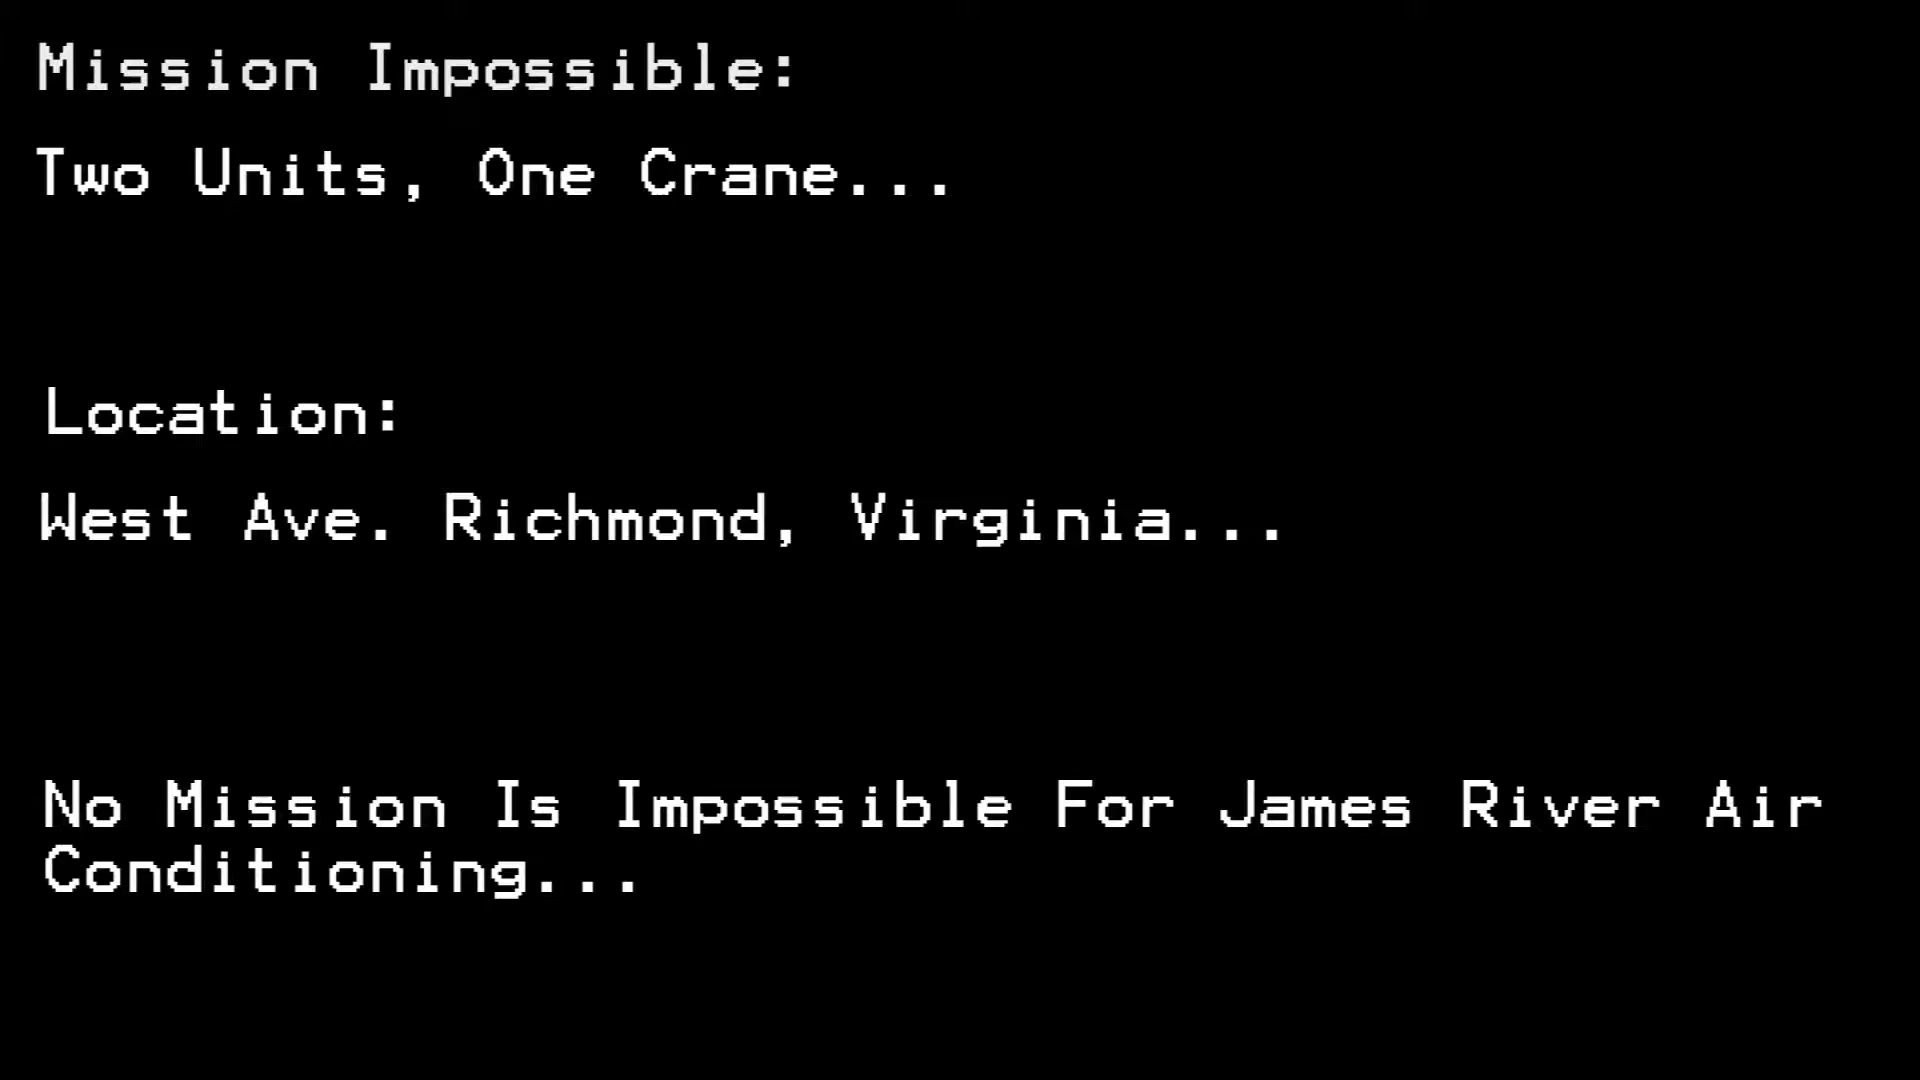 Mission Impossible:
Two Units, One Crane...
Location:
West Ave. Richmond, Virginia...
No Mission Is Impossible For James River Air
Conditioning...